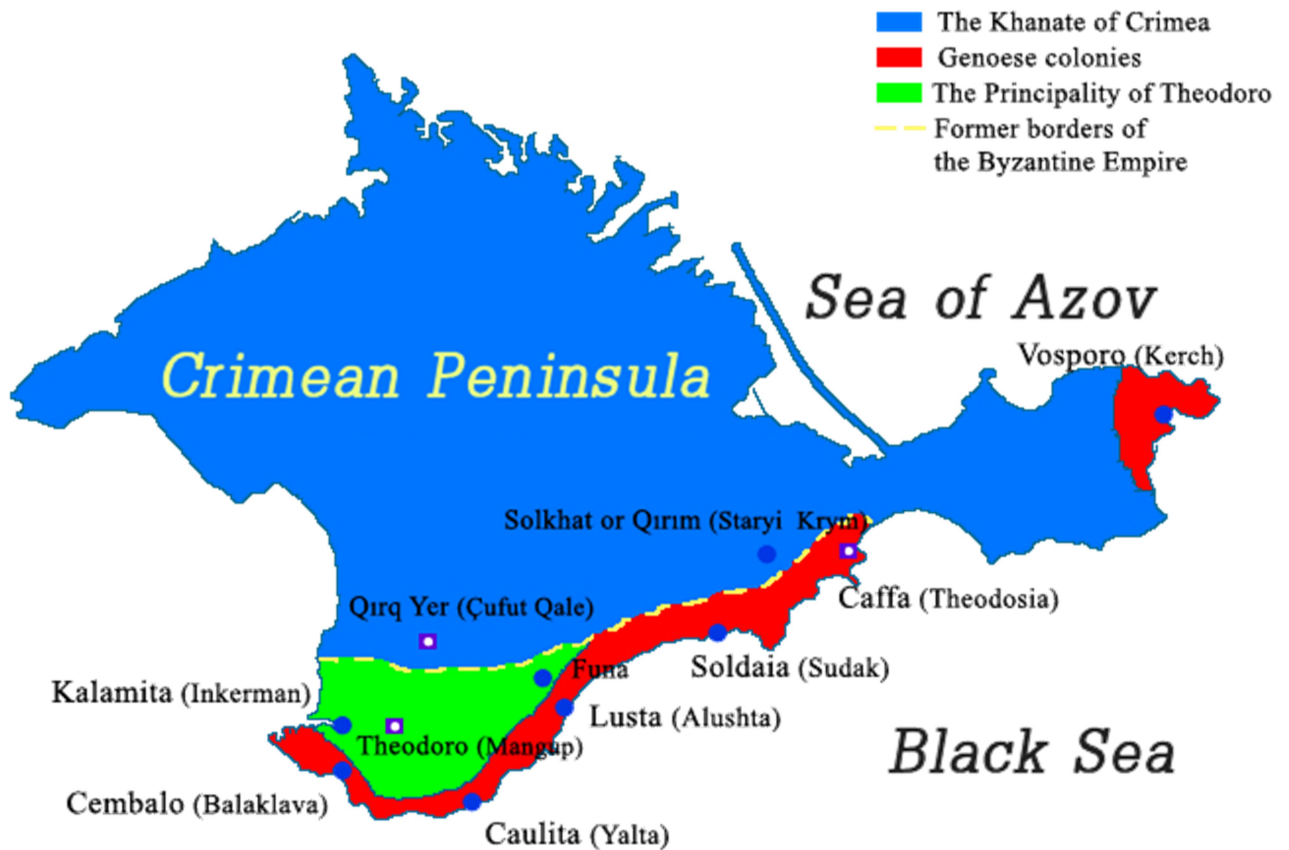 The Khanate of Crimea
Genoese colonies
The Principality of Theodoro
Former borders of
the Byzantine Empire
Sea of Azov
Vosporo (Kerch)
Crimean Peninsula
Solkhat or Qırım (Staryi Krym)
Caffa (Theodosia)
Qırq Yer (Çufut Qale)
Funa
Soldaia (Sudak)
Kalamita (Inkerman)
Lusta (Alushta)
Theodoro (Mangup)
Black Sea
Cembalo (Balaklava)
Caulita (Yalta)